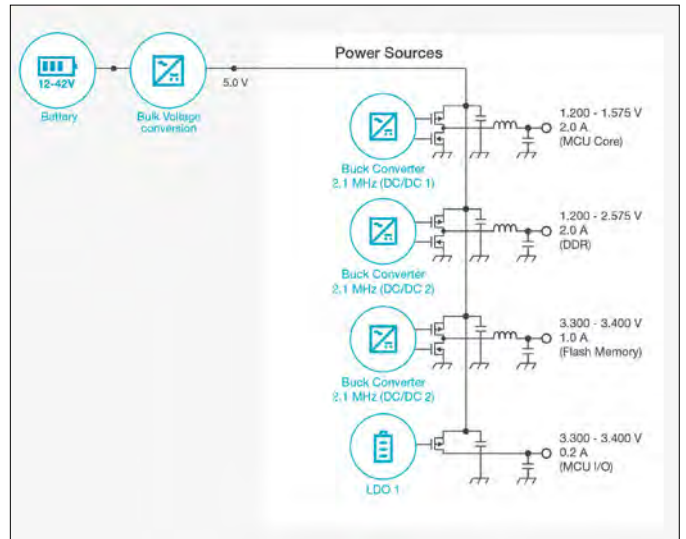 Power Sources
12-42V
Battery
Bulk Voltage
conversion
5.0 V
Buck Converter
2.1 MHz (DC/DC 1)
1.200 - 1.575 V
2.0 A
(MCU Core)
Buck Converter
2.1 MHz (DC/DC 2)
1.200 - 2.575 V
2.0 A
(DDR)
Buck Converter
2.1 MHz (DC/DC 2)
3.300 - 3.400 V
1.0 A
(Flash Memory)
LDO 1
3.300 - 3.400 V
0.2 A
(MCU I/O)